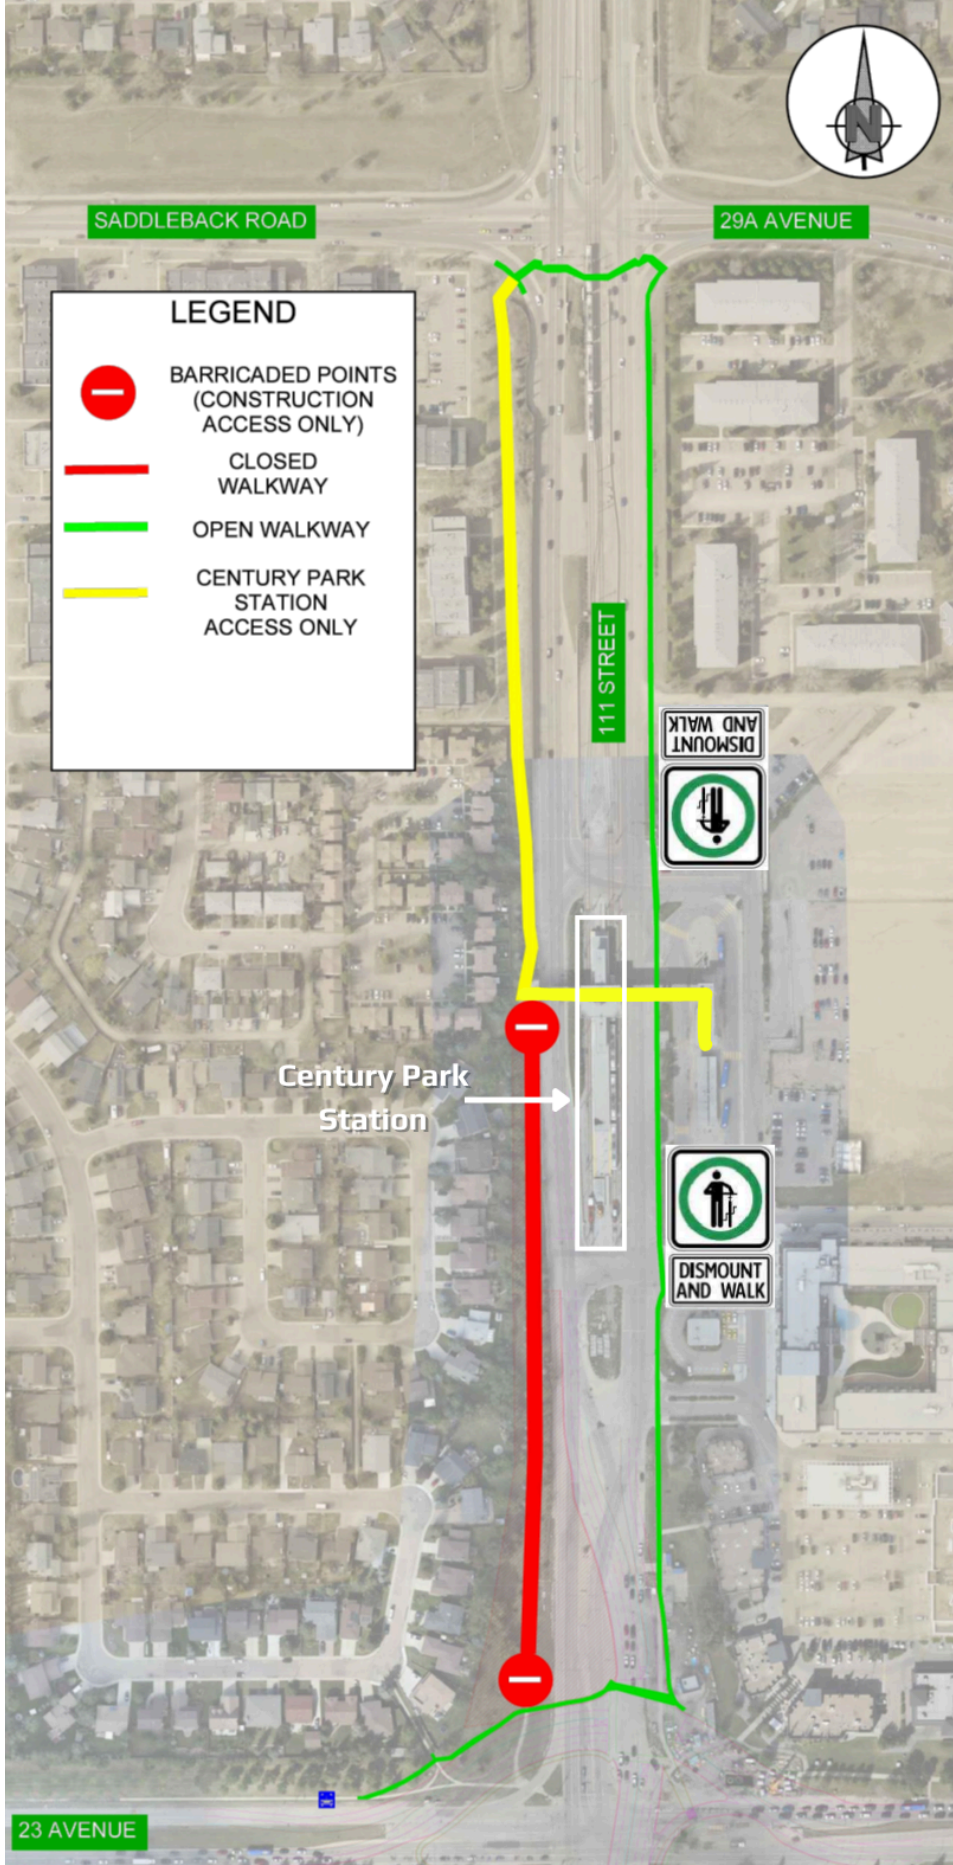 N
SADDLEBACK ROAD
29A AVENUE
LEGEND
BARRICADED POINTS
(CONSTRUCTION
ACCESS ONLY)
CLOSED
WALKWAY
OPEN WALKWAY
CENTURY PARK
STATION
ACCESS ONLY
111 STREET
DISMOUNT
AND WALK
Century Park
Station
DISMOUNT
AND WALK
23 AVENUE